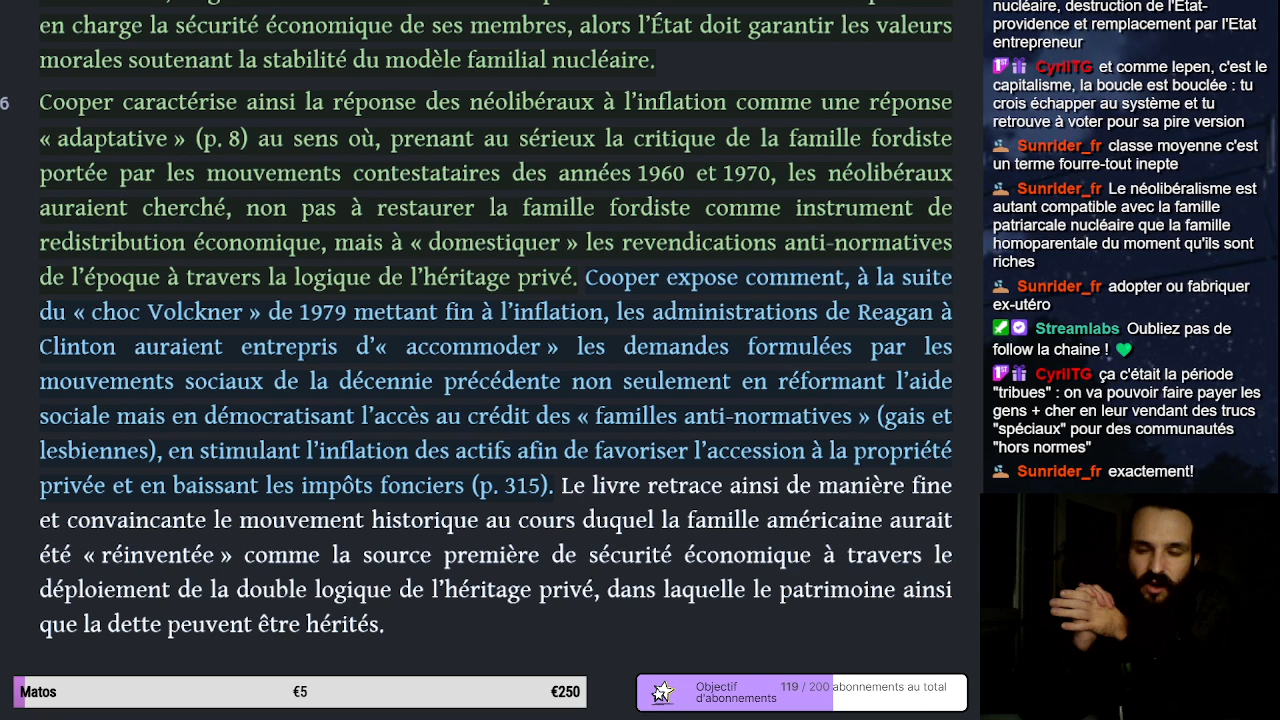 en charge la sécurité économique de ses membres, alors l'État doit garantir les valeurs
morales soutenant la stabilité du modèle familial nucléaire.
6
Cooper caractérise ainsi la réponse des néolibéraux à l'inflation comme une réponse
« adaptative » (p. 8) au sens où, prenant au sérieux la critique de la famille fordiste
portée par les mouvements contestataires des années 1960 et 1970, les néolibéraux
auraient cherché, non pas à restaurer la famille fordiste comme instrument de
redistribution économique, mais à « domestiquer » les revendications anti-normatives
de l'époque à travers la logique de l'héritage privé. Cooper expose comment, à la suite
du « choc Volckner » de 1979 mettant fin à l'inflation, les administrations de Reagan à
Clinton auraient entrepris d'« accommoder » les demandes formulées par les
mouvements sociaux de la décennie précédente non seulement en réformant l'aide
sociale mais en démocratisant l'accès au crédit des « familles anti-normatives » (gais et
lesbiennes), en stimulant l'inflation des actifs afin de favoriser l'accession à la propriété
privée et en baissant les impôts fonciers (p. 315). Le livre retrace ainsi de manière fine
et convaincante le mouvement historique au cours duquel la famille américaine aurait
été « réinventée » comme la source première de sécurité économique à travers le
déploiement de la double logique de l'héritage privé, dans laquelle le patrimoine ainsi
que la dette peuvent être hérités.
nucléaire, destruction de l'Etat-
providence et remplacement par l'Etat
entrepreneur
CyrilTG et comme lepen, c'est le
capitalisme, la boucle est bouclée : tu
crois échapper au système et tu
retrouve à voter pour sa pire version
Sunrider_fr classe moyenne c'est
un terme fourre-tout inepte
Sunrider_fr Le néolibéralisme est
autant compatible avec la famille
patriarcale nucléaire que la famille
homoparentale du moment qu'ils sont
riches
Sunrider_fr adopter ou fabriquer
ex-utéro
Streamlabs Oubliez pas de
follow la chaine !
CyrilTG ça c'était la période
"tribues" : on va pouvoir faire payer les
gens + cher en leur vendant des trucs
"spéciaux" pour des communautés
"hors normes"
Sunrider_fr exactement!
Matos €5 €250
Objectif d'abonnements
119 / 200 abonnements au total